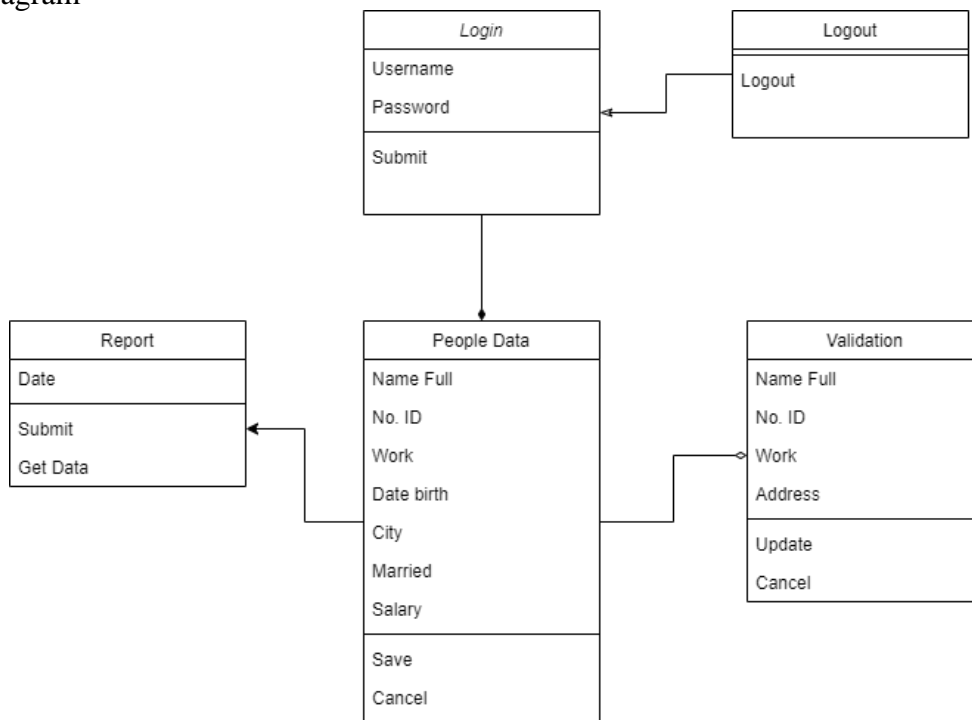 Login
Username
Password
Submit
Logout
Logout
Report
Date
Submit
Get Data
People Data
Name Full
No. ID
Work
Date birth
City
Married
Salary
Save
Cancel
Validation
Name Full
No. ID
Work
Address
Update
Cancel